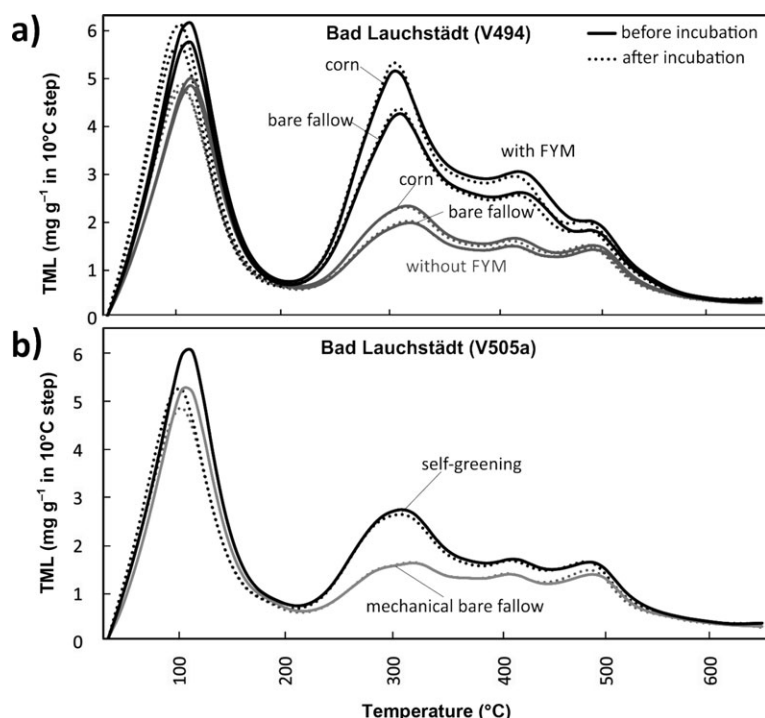 a)
Bad Lauchstädt (V494)
before incubation
after incubation
TML (mg g⁻¹ in 10°C step)
6
5
4
3
2
1
0
corn
bare fallow
with FYM
corn
bare fallow
without FYM
b)
Bad Lauchstädt (V505a)
TML (mg g⁻¹ in 10°C step)
6
5
4
3
2
1
0
self-greening
mechanical bare fallow
100 200 300 400 500 600
Temperature (°C)